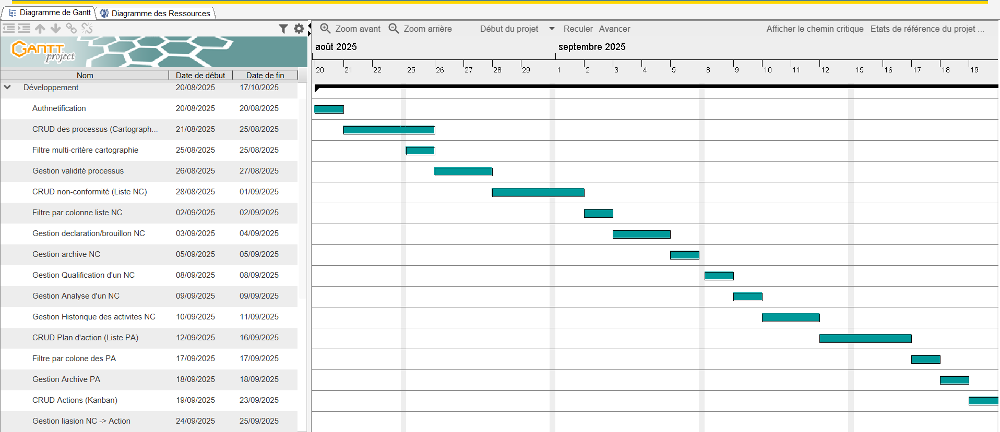 Diagramme de Gantt
Diagramme des Ressources
Zoom avant
Zoom arrière
Début du projet
Reculer
Avancer
Afficher le chemin critique
Etats de référence du projet ...
GANTT
project
août 2025
septembre 2025
20 21 22 25 26 27 28 29 1 2 3 4 5 8 9 10 11 12 15 16 17 18 19
Nom Date de début Date de fin
Développement 20/08/2025 17/10/2025
Authnetification 20/08/2025 20/08/2025
CRUD des processus (Cartograph... 21/08/2025 25/08/2025
Filtre multi-critère cartographie 25/08/2025 25/08/2025
Gestion validité processus 26/08/2025 27/08/2025
CRUD non-conformité (Liste NC) 28/08/2025 01/09/2025
Filtre par colonne liste NC 02/09/2025 02/09/2025
Gestion declaration/brouillon NC 03/09/2025 04/09/2025
Gestion archive NC 05/09/2025 05/09/2025
Gestion Qualification d'un NC 08/09/2025 08/09/2025
Gestion Analyse d'un NC 09/09/2025 09/09/2025
Gestion Historique des activites NC 10/09/2025 11/09/2025
CRUD Plan d'action (Liste PA) 12/09/2025 16/09/2025
Filtre par colone des PA 17/09/2025 17/09/2025
Gestion Archive PA 18/09/2025 18/09/2025
CRUD Actions (Kanban) 19/09/2025 23/09/2025
Gestion liasion NC -> Action 24/09/2025 25/09/2025